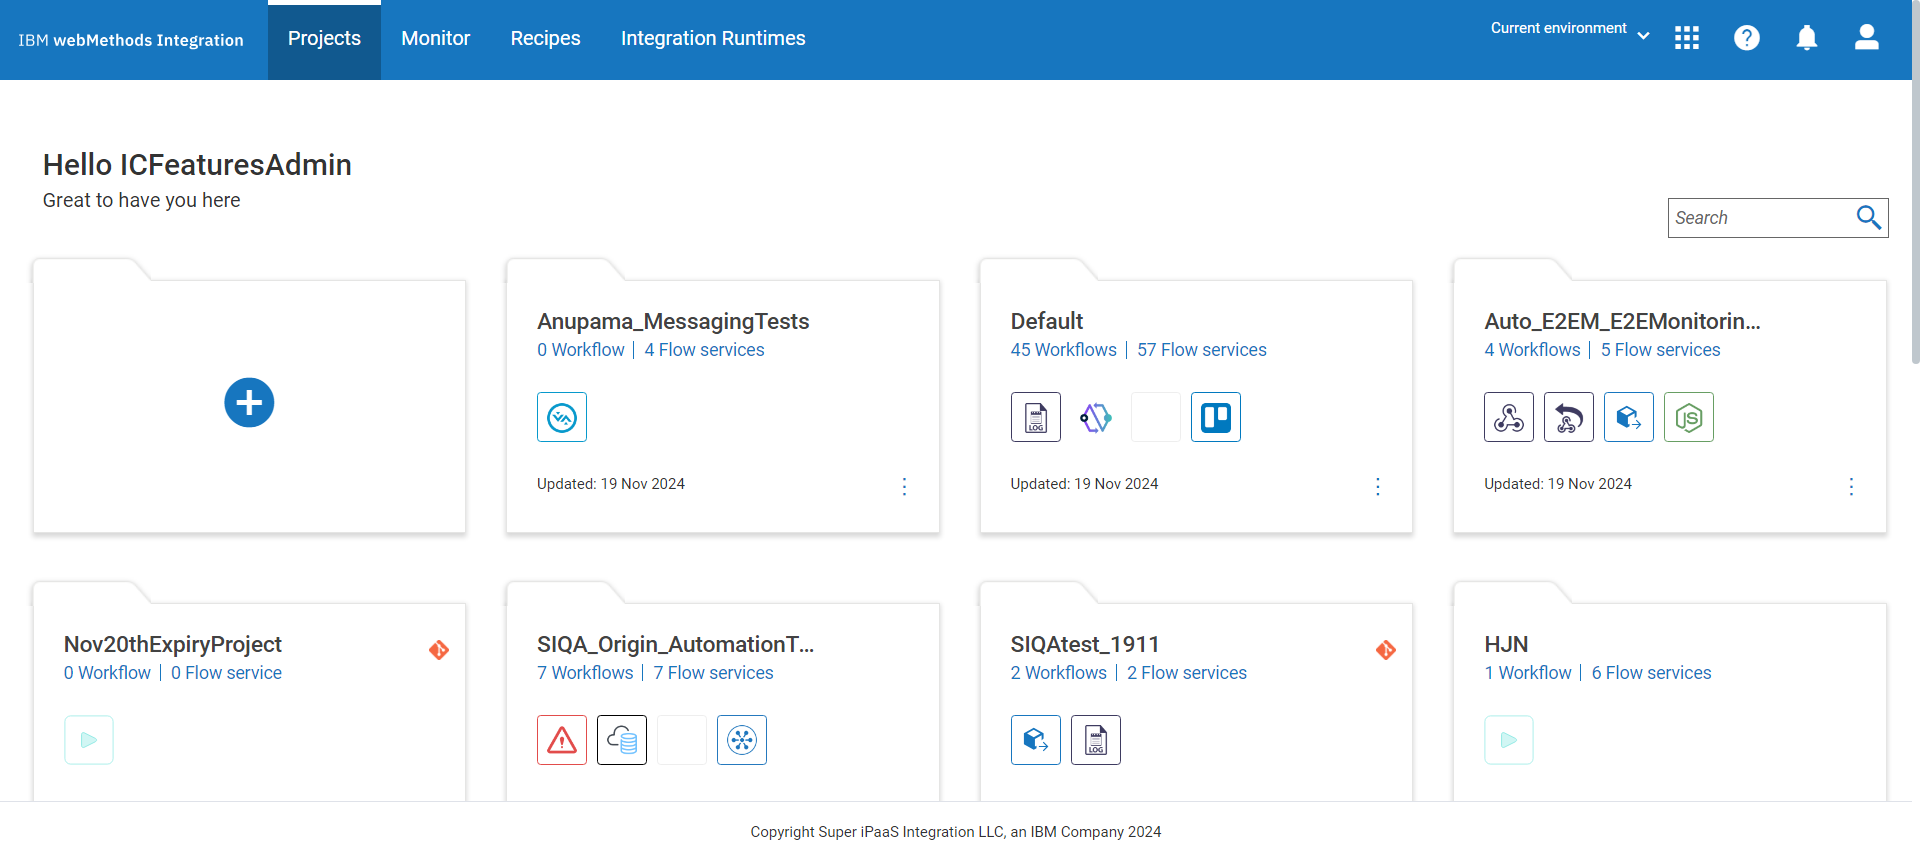 IBM webMethods Integration
Projects
Monitor
Recipes
Integration Runtimes
Current environment
Hello ICFeaturesAdmin
Great to have you here
Search
Anupama_MessagingTests
0 Workflow | 4 Flow services
Updated: 19 Nov 2024
Default
45 Workflows | 57 Flow services
LOG
Updated: 19 Nov 2024
Auto_E2EM_E2EMonitorin...
4 Workflows | 5 Flow services
JS
Updated: 19 Nov 2024
Nov20thExpiryProject
0 Workflow | 0 Flow service
SIQA_Origin_AutomationT...
7 Workflows | 7 Flow services
SIQAtest_1911
2 Workflows | 2 Flow services
LOG
HJN
1 Workflow | 6 Flow services
Copyright Super iPaaS Integration LLC, an IBM Company 2024